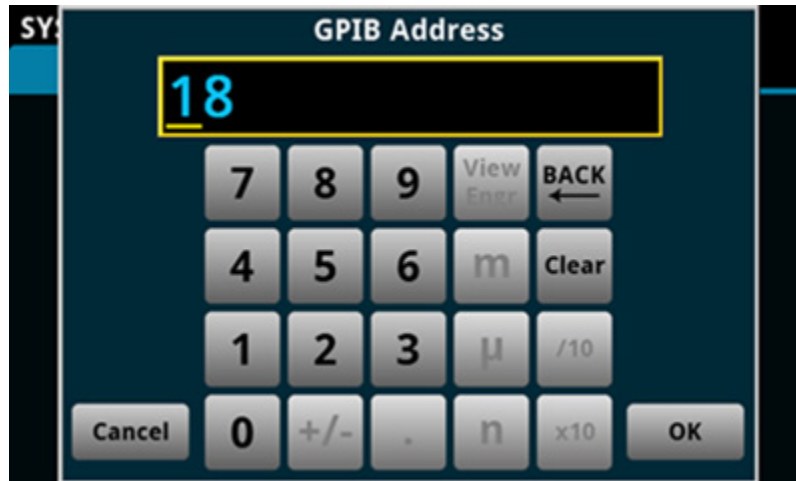 SYS
GPIB Address
18
7 8 9 View Engr BACK
4 5 6 m Clear
1 2 3 µ /10
Cancel 0 +/- . n x10 OK